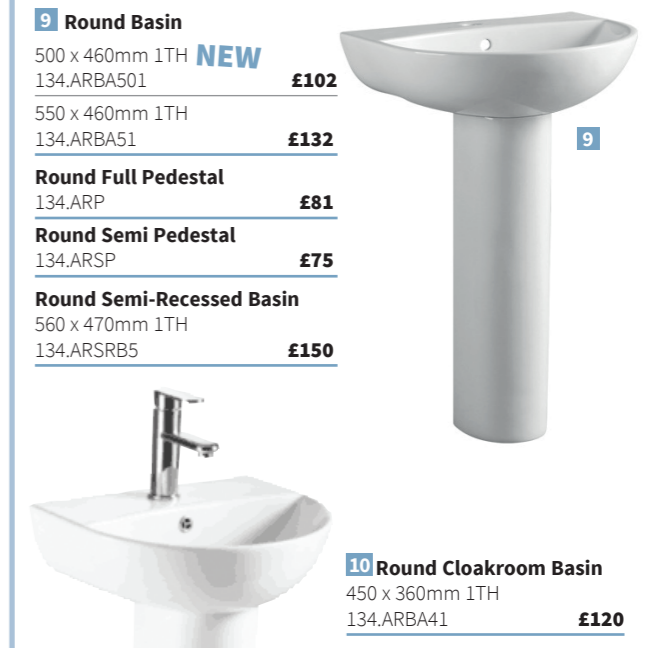 9 Round Basin
500 x 460mm 1TH NEW
134.ARBA501 £102
550 x 460mm 1TH
134.ARBA51 £132
Round Full Pedestal
134.ARP £81
Round Semi Pedestal
134.ARSP £75
Round Semi-Recessed Basin
560 x 470mm 1TH
134.ARSRB5 £150
9
10 Round Cloakroom Basin
450 x 360mm 1TH
134.ARBA41 £120